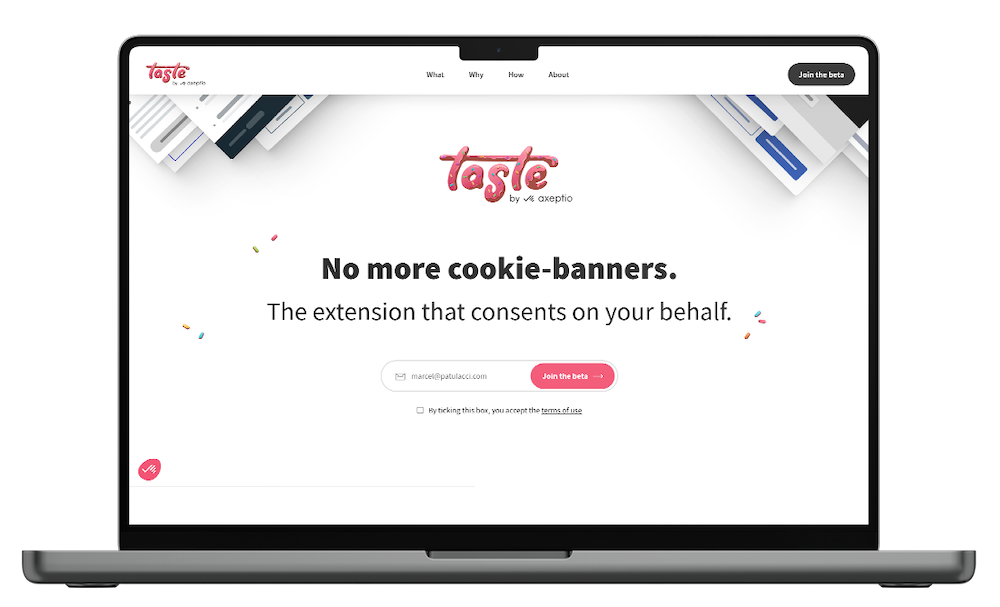 taste
by axeptio
What
Why
How
About
Join the beta
taste
by axeptio
No more cookie-banners.
The extension that consents on your behalf.
marcel@patulacci.com
Join the beta
By ticking this box, you accept the terms of use